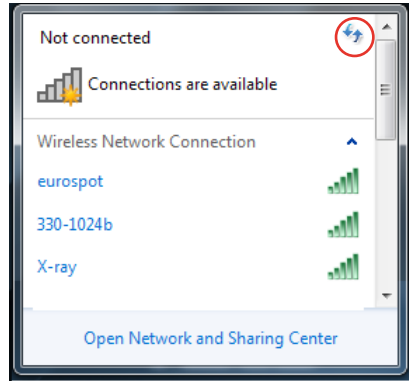 Not connected
Connections are available
Wireless Network Connection
eurospot
330-1024b
X-ray
Open Network and Sharing Center